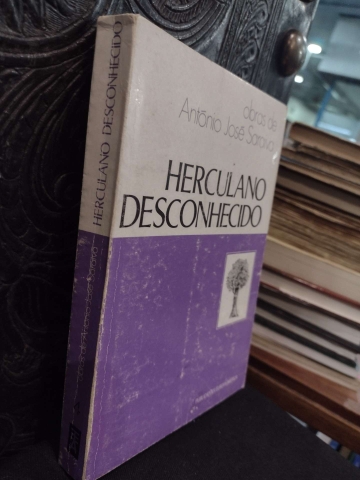 obras de
António José Saraiva
HERCULANO
DESCONHECIDO
HERCULANO DESCONHECIDO